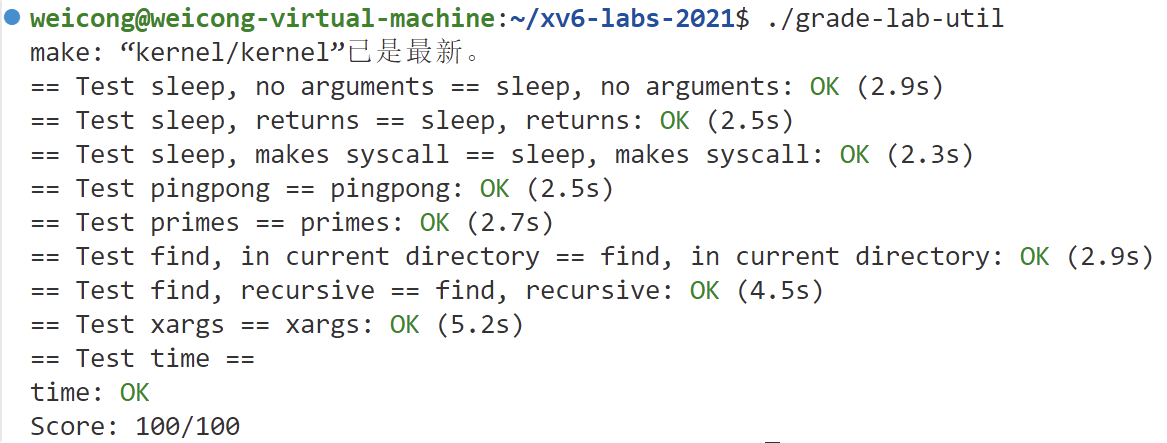 weicong@weicong-virtual-machine:~/xv6-labs-2021$ ./grade-lab-util
make: “kernel/kernel”已是最新。
== Test sleep, no arguments == sleep, no arguments: OK (2.9s)
== Test sleep, returns == sleep, returns: OK (2.5s)
== Test sleep, makes syscall == sleep, makes syscall: OK (2.3s)
== Test pingpong == pingpong: OK (2.5s)
== Test primes == primes: OK (2.7s)
== Test find, in current directory == find, in current directory: OK (2.9s)
== Test find, recursive == find, recursive: OK (4.5s)
== Test xargs == xargs: OK (5.2s)
== Test time ==
time: OK
Score: 100/100